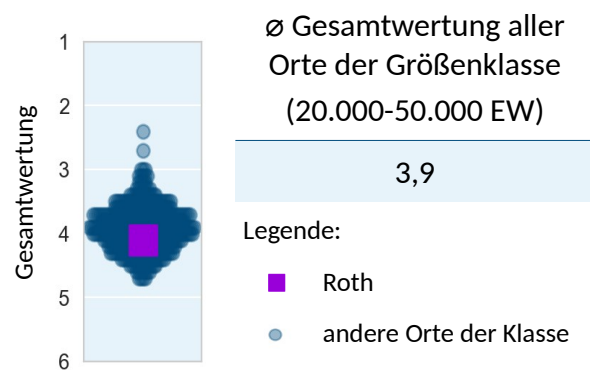 ø Gesamtwertung aller
Orte der Größenklasse
(20.000-50.000 EW)
3,9
Legende:
Roth
andere Orte der Klasse
Gesamtwertung
1
2
3
4
5
6